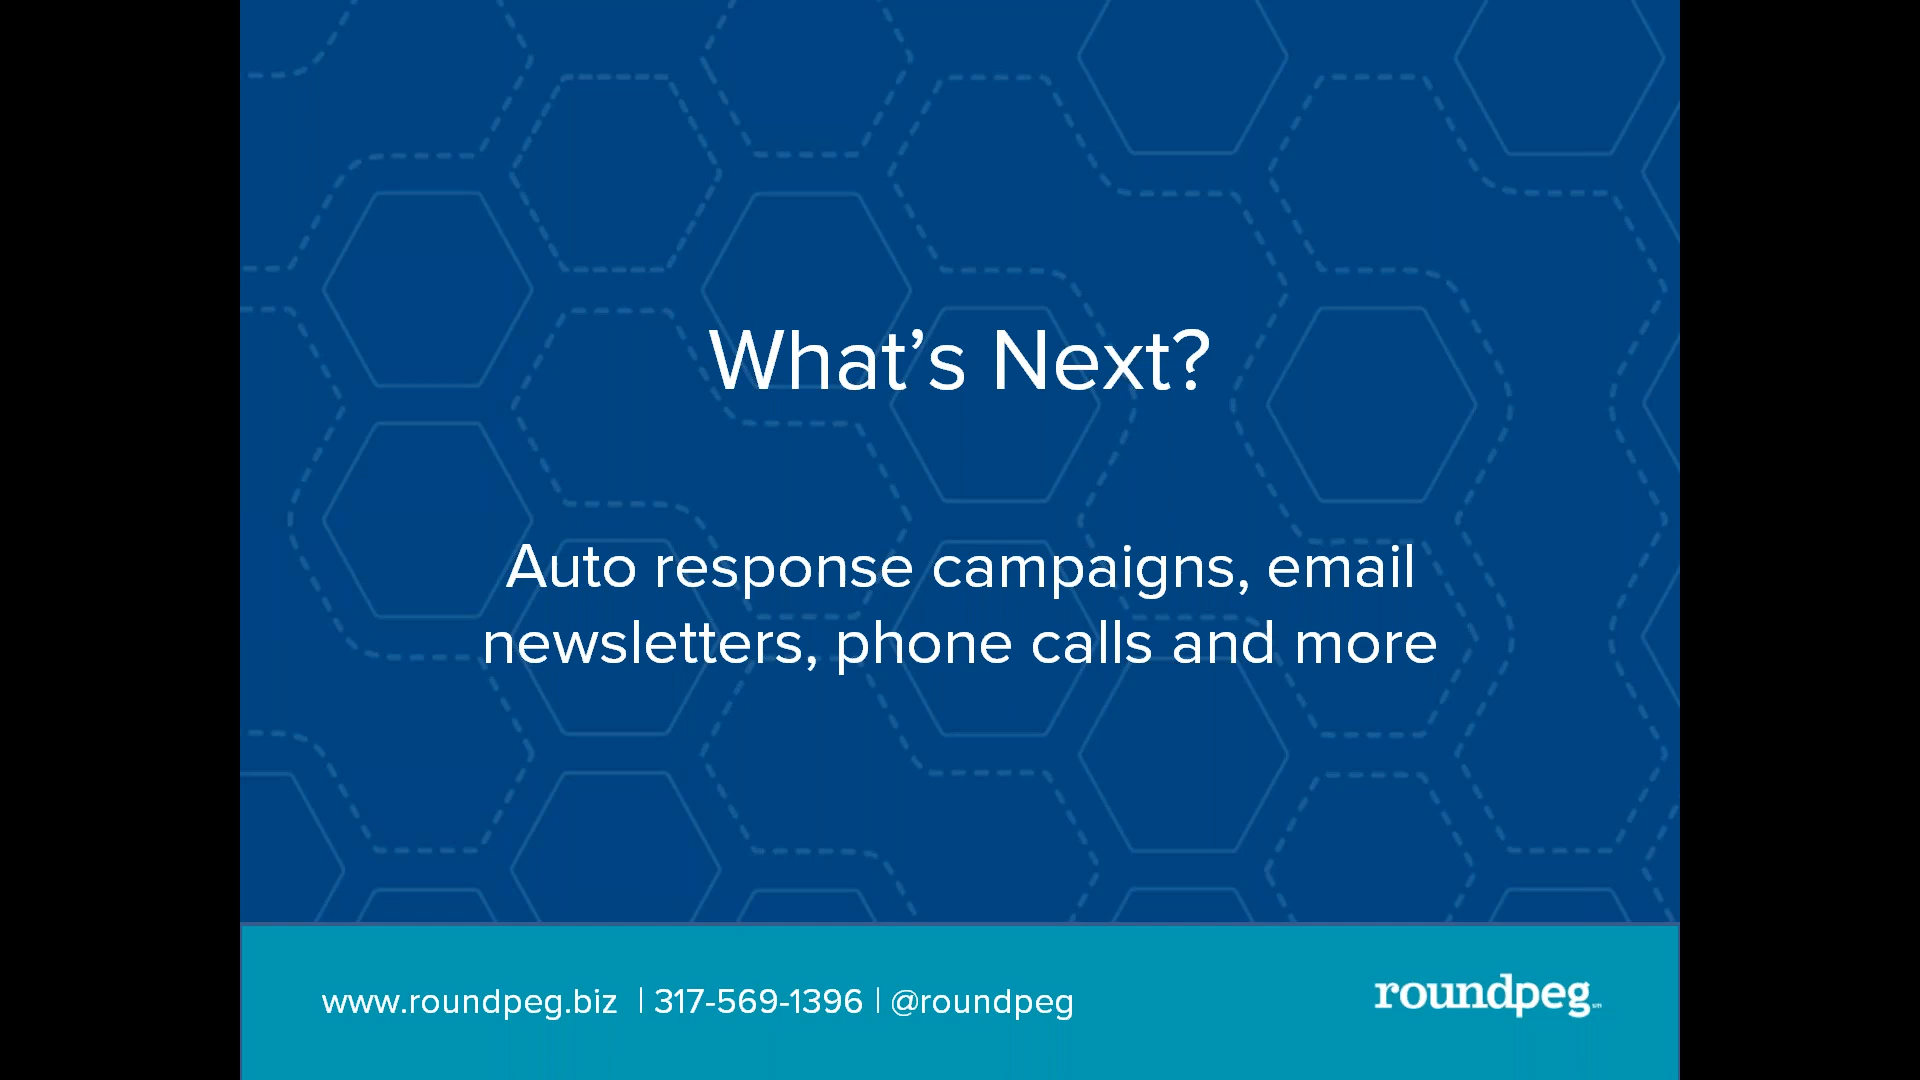 What’s Next?
Auto response campaigns, email
newsletters, phone calls and more
www.roundpeg.biz | 317-569-1396 | @roundpeg
roundpeg